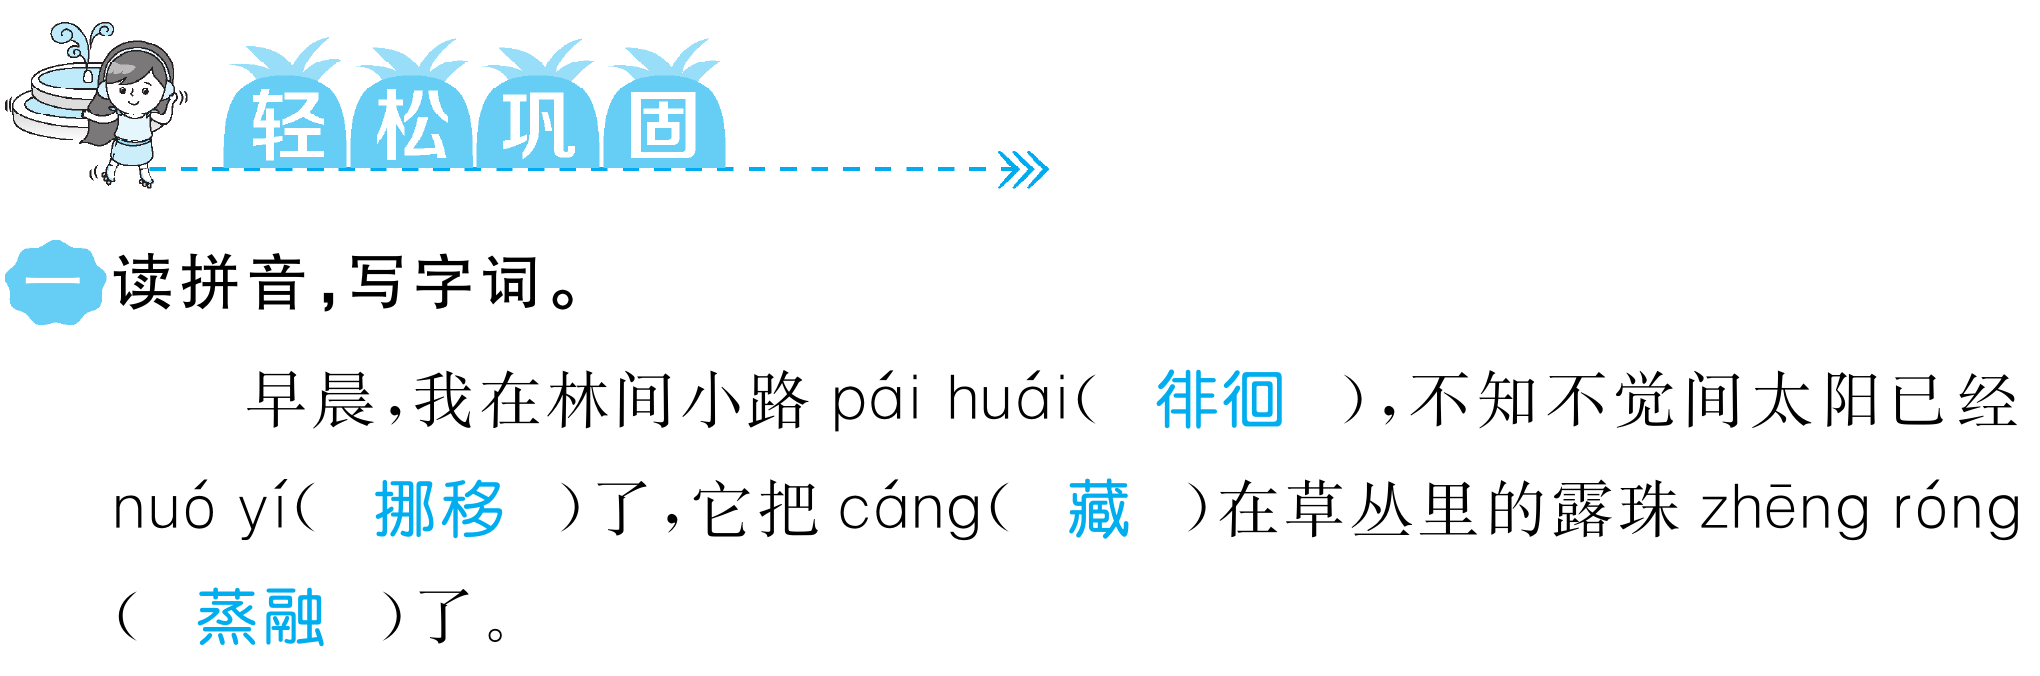 轻松巩固
一 读拼音,写字词。
早晨,我在林间小路 pái huái( 徘徊 ),不知不觉间太阳已经
nuó yí( 挪移 )了,它把 cáng( 藏 )在草丛里的露珠 zhēng róng
( 蒸融 )了。